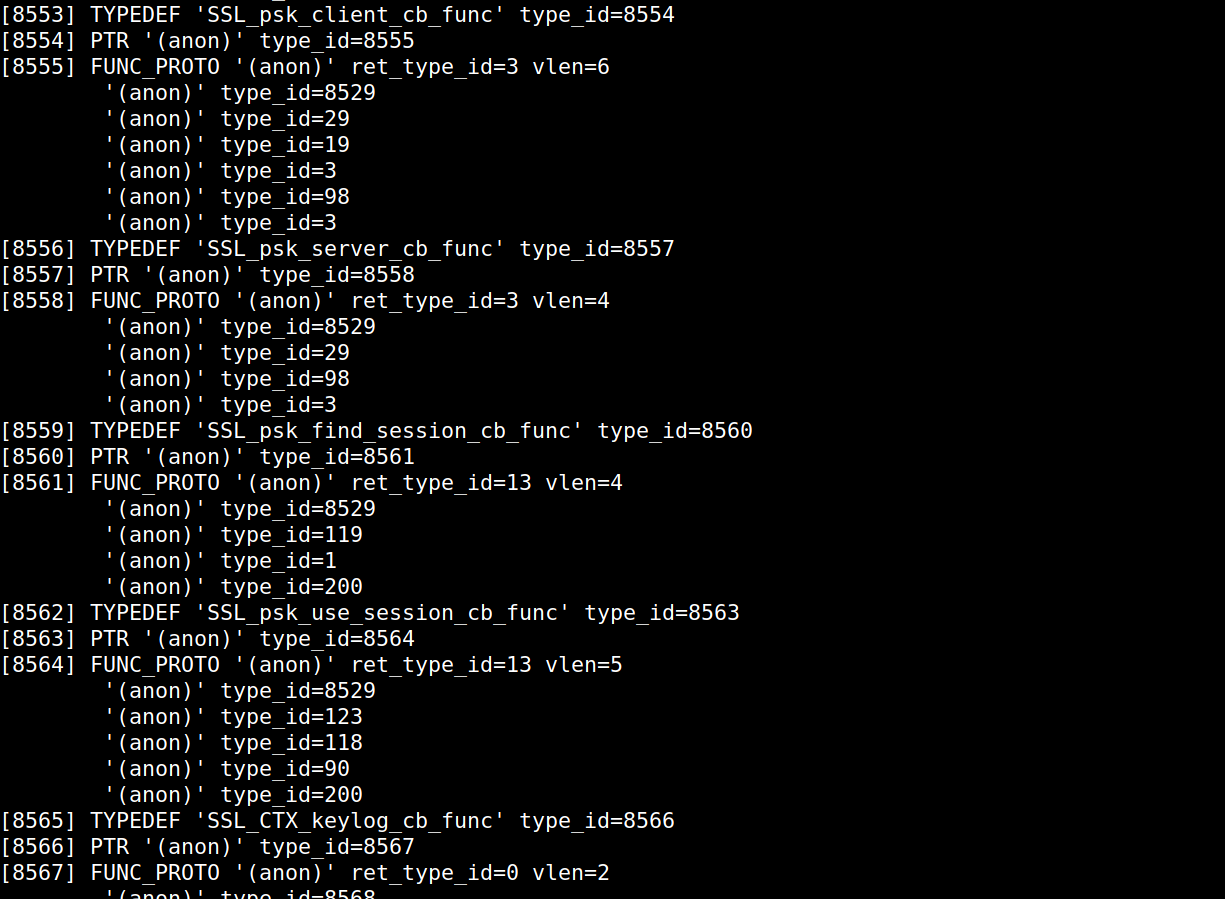 [8553] TYPEDEF 'SSL_psk_client_cb_func' type_id=8554
[8554] PTR '(anon)' type_id=8555
[8555] FUNC_PROTO '(anon)' ret_type_id=3 vlen=6
        '(anon)' type_id=8529
        '(anon)' type_id=29
        '(anon)' type_id=19
        '(anon)' type_id=3
        '(anon)' type_id=98
        '(anon)' type_id=3
[8556] TYPEDEF 'SSL_psk_server_cb_func' type_id=8557
[8557] PTR '(anon)' type_id=8558
[8558] FUNC_PROTO '(anon)' ret_type_id=3 vlen=4
        '(anon)' type_id=8529
        '(anon)' type_id=29
        '(anon)' type_id=98
        '(anon)' type_id=3
[8559] TYPEDEF 'SSL_psk_find_session_cb_func' type_id=8560
[8560] PTR '(anon)' type_id=8561
[8561] FUNC_PROTO '(anon)' ret_type_id=13 vlen=4
        '(anon)' type_id=8529
        '(anon)' type_id=119
        '(anon)' type_id=1
        '(anon)' type_id=200
[8562] TYPEDEF 'SSL_psk_use_session_cb_func' type_id=8563
[8563] PTR '(anon)' type_id=8564
[8564] FUNC_PROTO '(anon)' ret_type_id=13 vlen=5
        '(anon)' type_id=8529
        '(anon)' type_id=123
        '(anon)' type_id=118
        '(anon)' type_id=90
        '(anon)' type_id=200
[8565] TYPEDEF 'SSL_CTX_keylog_cb_func' type_id=8566
[8566] PTR '(anon)' type_id=8567
[8567] FUNC_PROTO '(anon)' ret_type_id=0 vlen=2
        '(anon)' type_id=8568